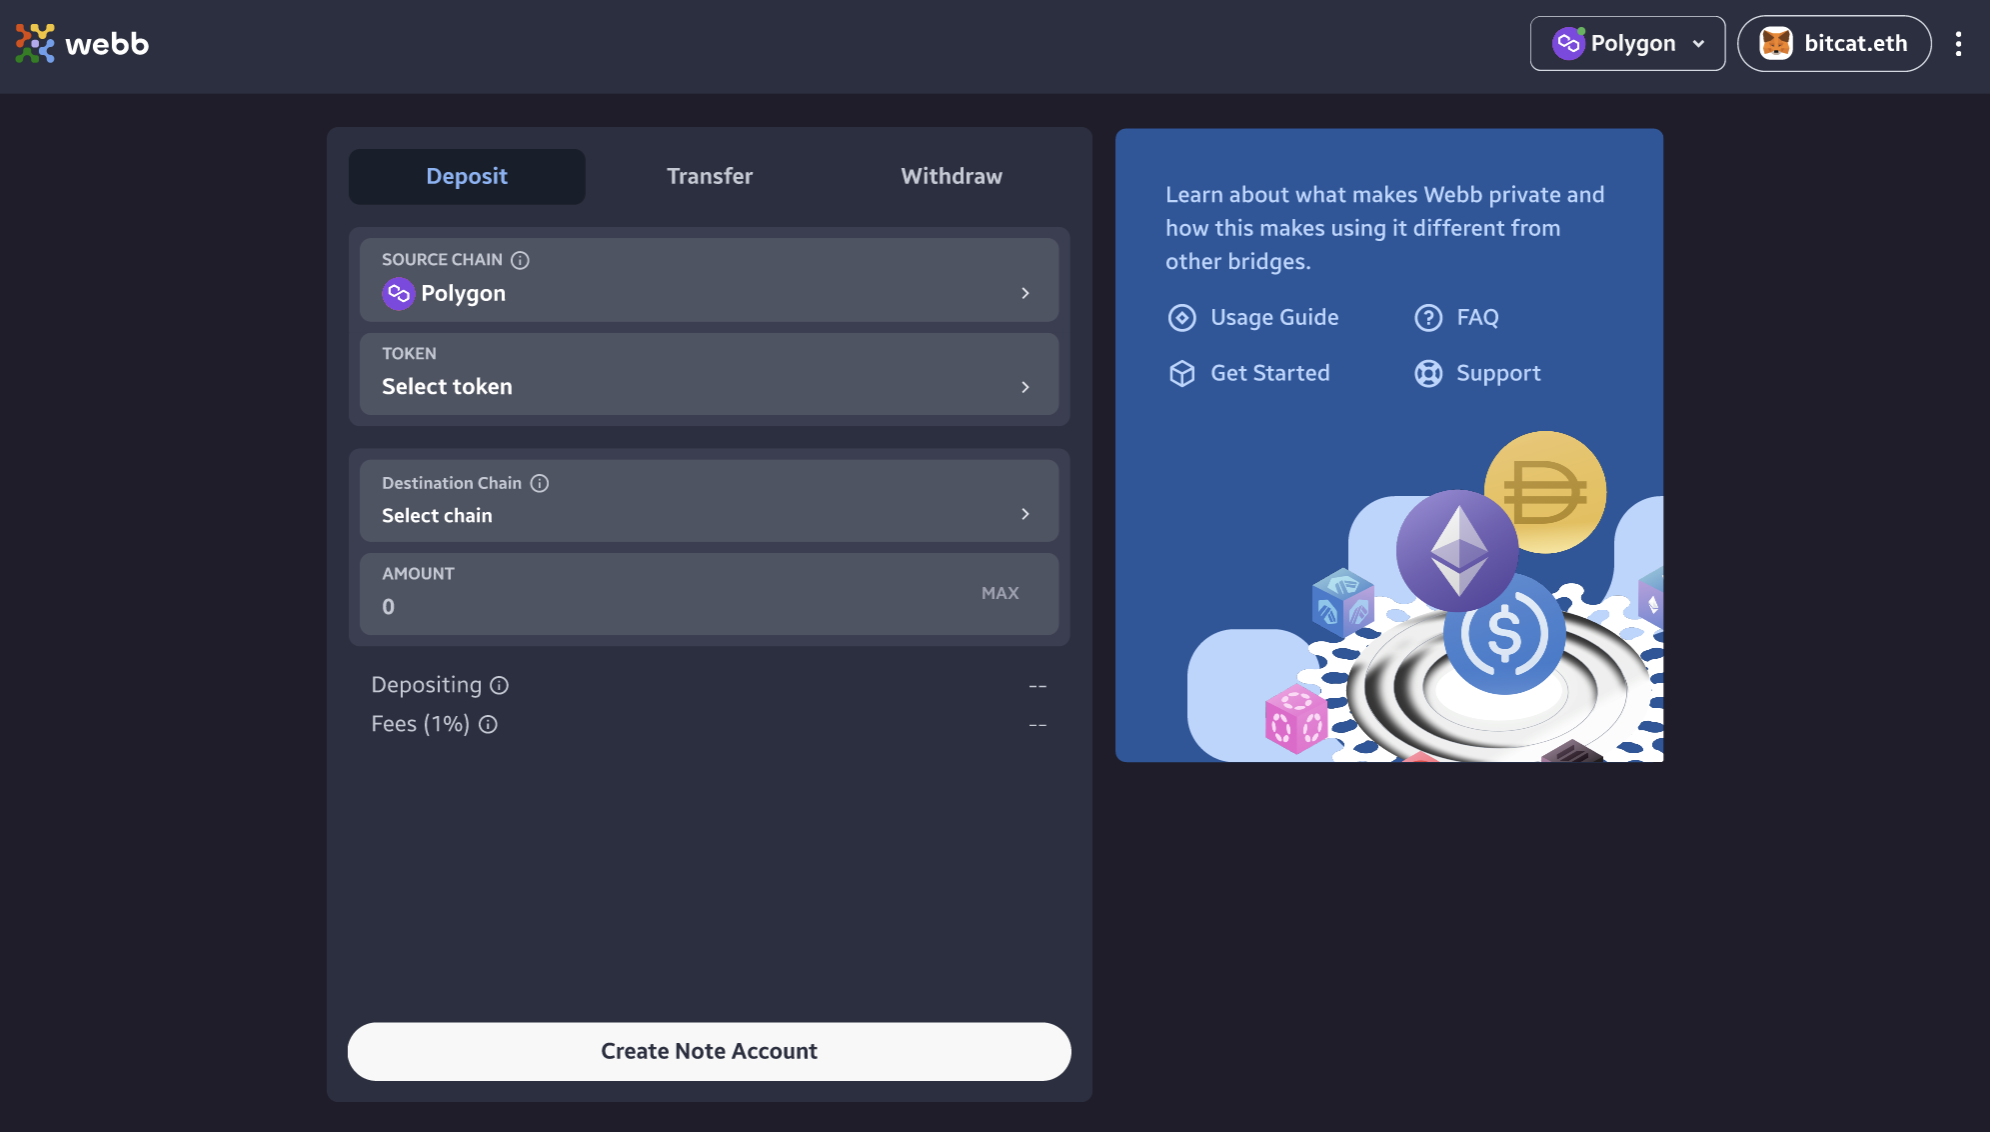 webb
Polygon
bitcat.eth
Deposit
Transfer
Withdraw
SOURCE CHAIN
Polygon
TOKEN
Select token
Destination Chain
Select chain
AMOUNT
0
MAX
Depositing
--
Fees (1%)
--
Create Note Account
Learn about what makes Webb private and
how this makes using it different from
other bridges.
Usage Guide
FAQ
Get Started
Support